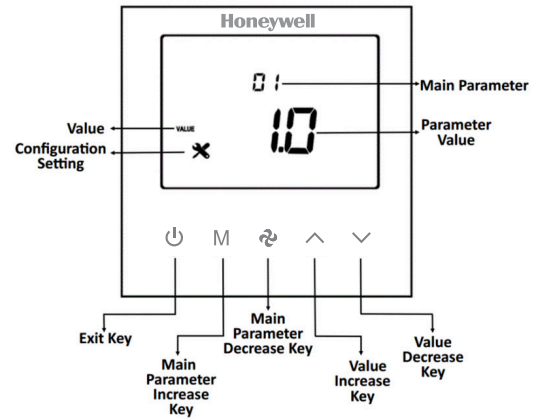 Honeywell
01
Main Parameter
1.0
Parameter
Value
Value
VALUE
Configuration
Setting
M
Exit Key
Main
Parameter
Increase
Key
Main
Parameter
Decrease Key
Value
Increase
Key
Value
Decrease
Key